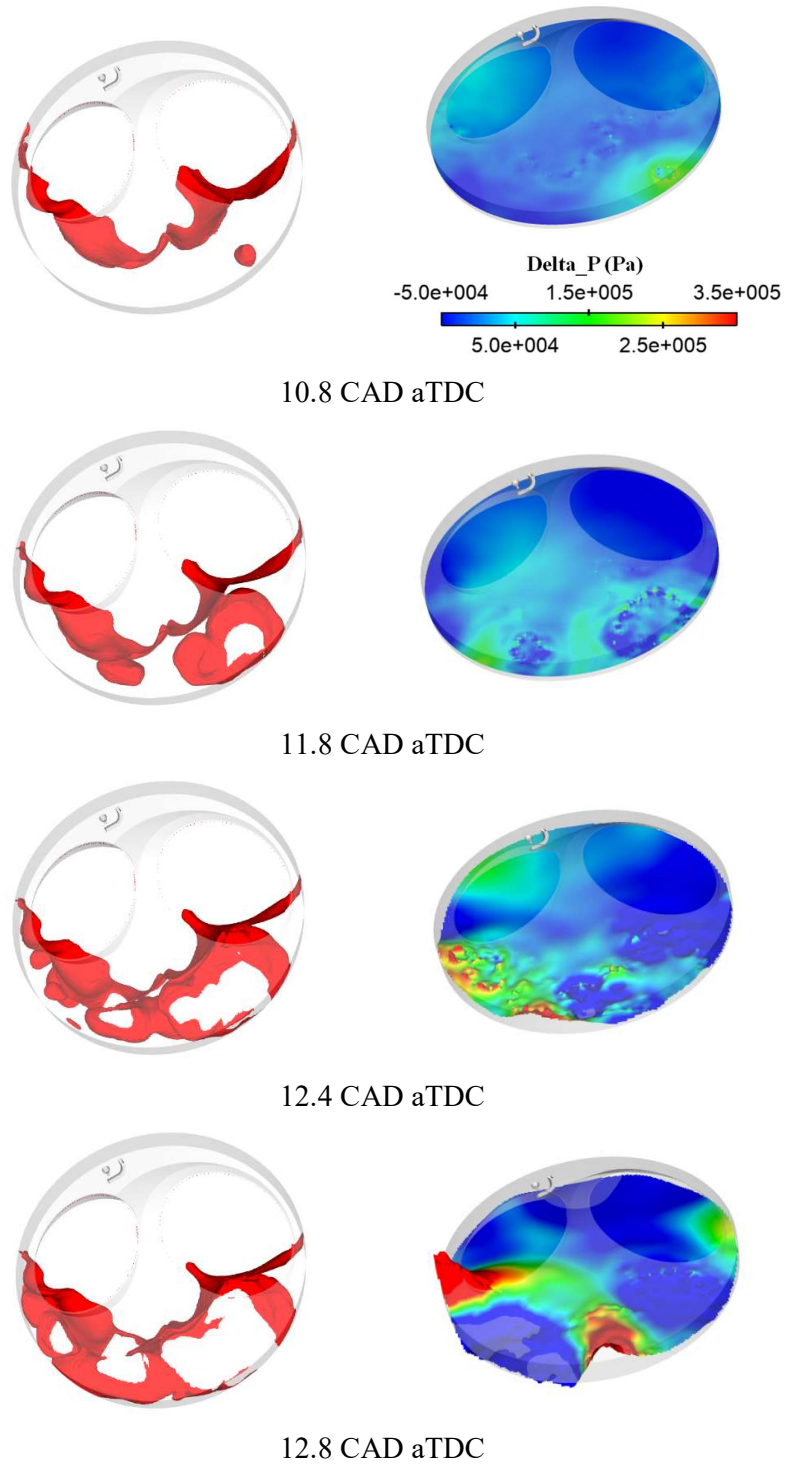 Delta_P (Pa)
-5.0e+004 1.5e+005 3.5e+005
5.0e+004 2.5e+005
10.8 CAD aTDC
11.8 CAD aTDC
12.4 CAD aTDC
12.8 CAD aTDC